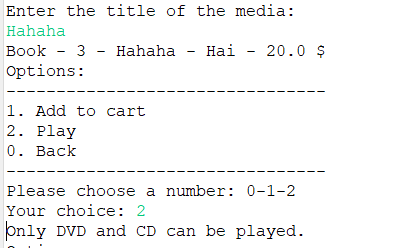 Enter the title of the media:
Hahaha
Book - 3 - Hahaha - Hai - 20.0 $
Options:
--------------------------------
1. Add to cart
2. Play
0. Back
--------------------------------
Please choose a number: 0-1-2
Your choice: 2
Only DVD and CD can be played.